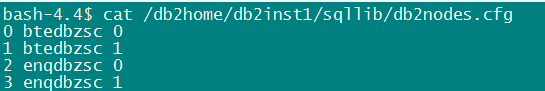 bash-4.4$ cat /db2home/db2inst1/sqllib/db2nodes.cfg
0 btedbzsc 0
1 btedbzsc 1
2 enqdbzsc 0
3 enqdbzsc 1